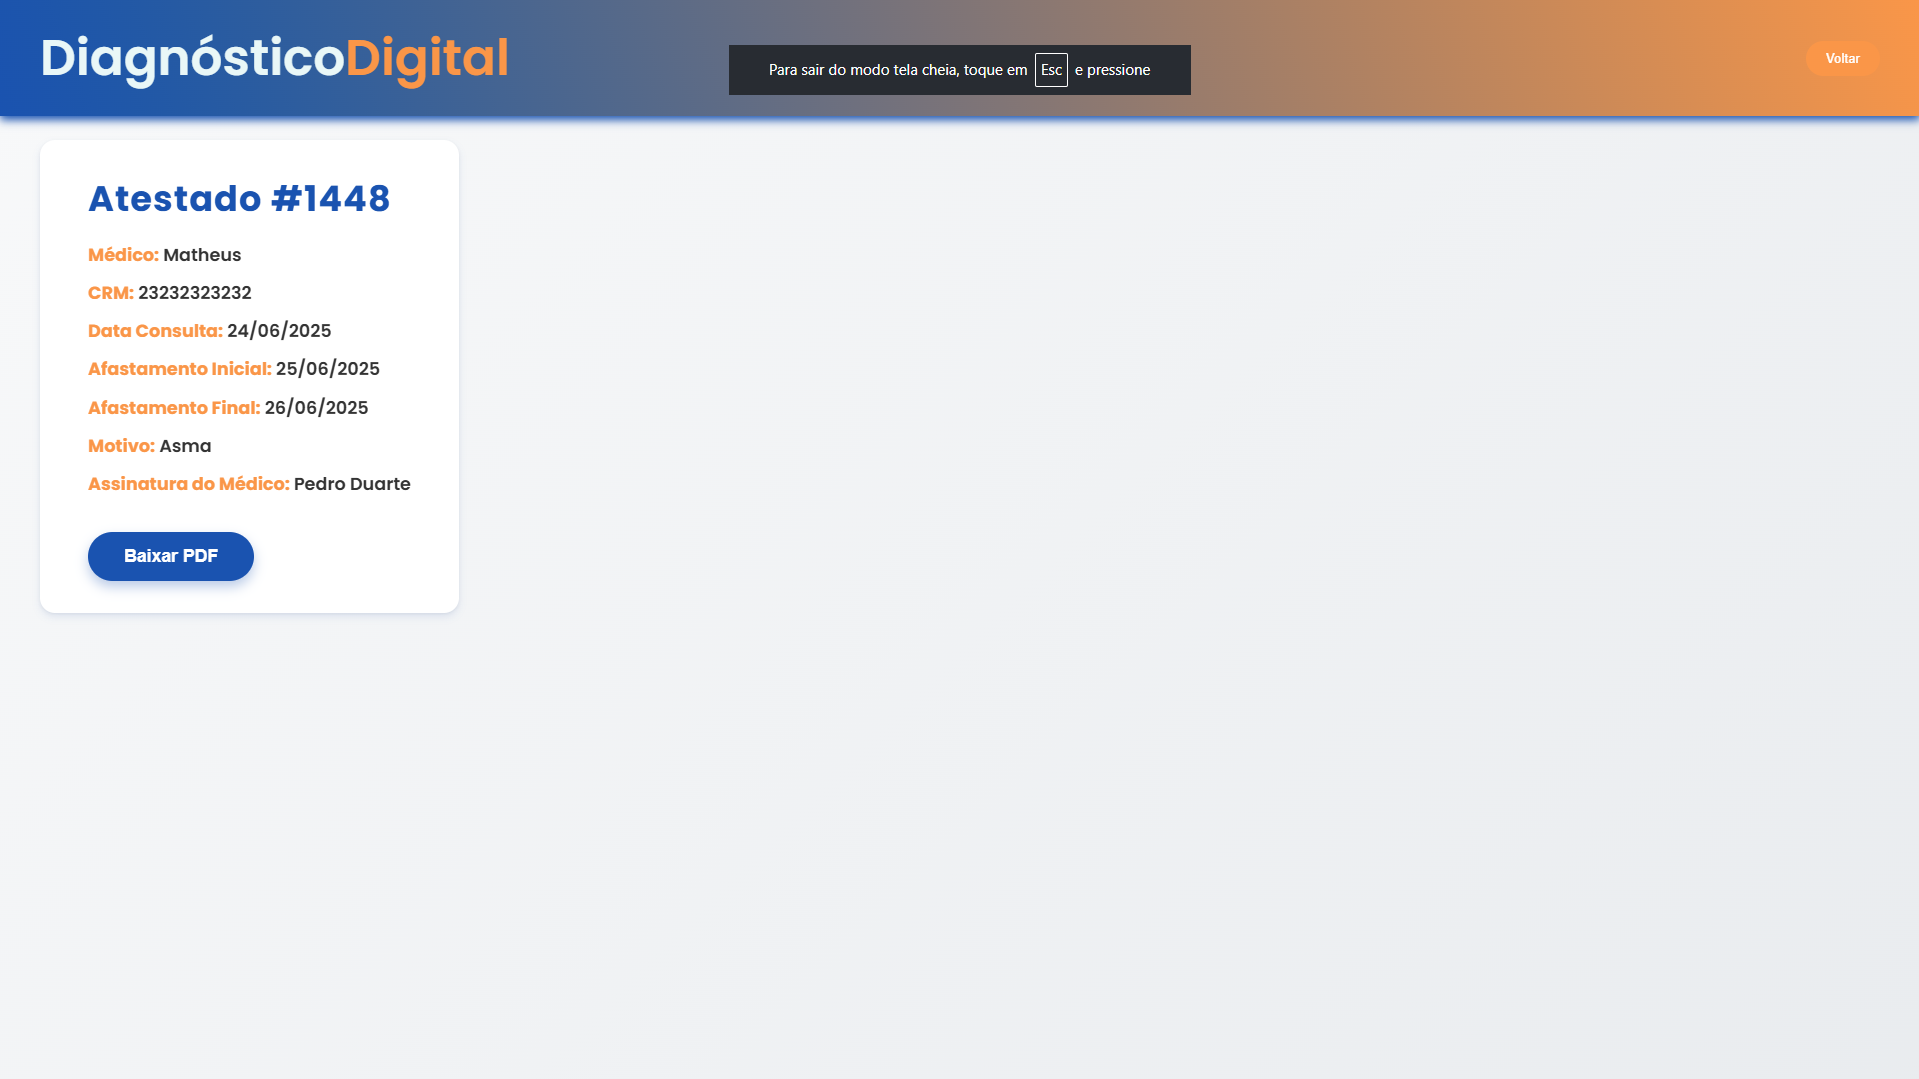 DiagnósticoDigital
Para sair do modo tela cheia, toque em Esc e pressione
Voltar
Atestado #1448
Médico: Matheus
CRM: 23232323232
Data Consulta: 24/06/2025
Afastamento Inicial: 25/06/2025
Afastamento Final: 26/06/2025
Motivo: Asma
Assinatura do Médico: Pedro Duarte
Baixar PDF